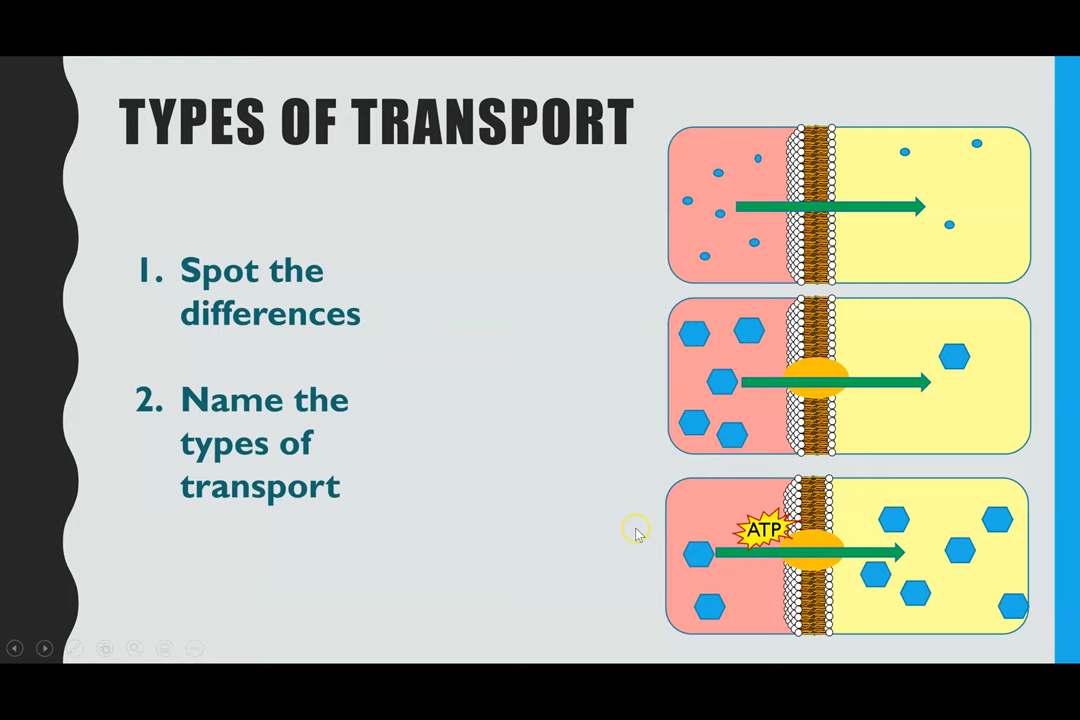 TYPES OF TRANSPORT
1. Spot the
differences
2. Name the
types of
transport
ATP